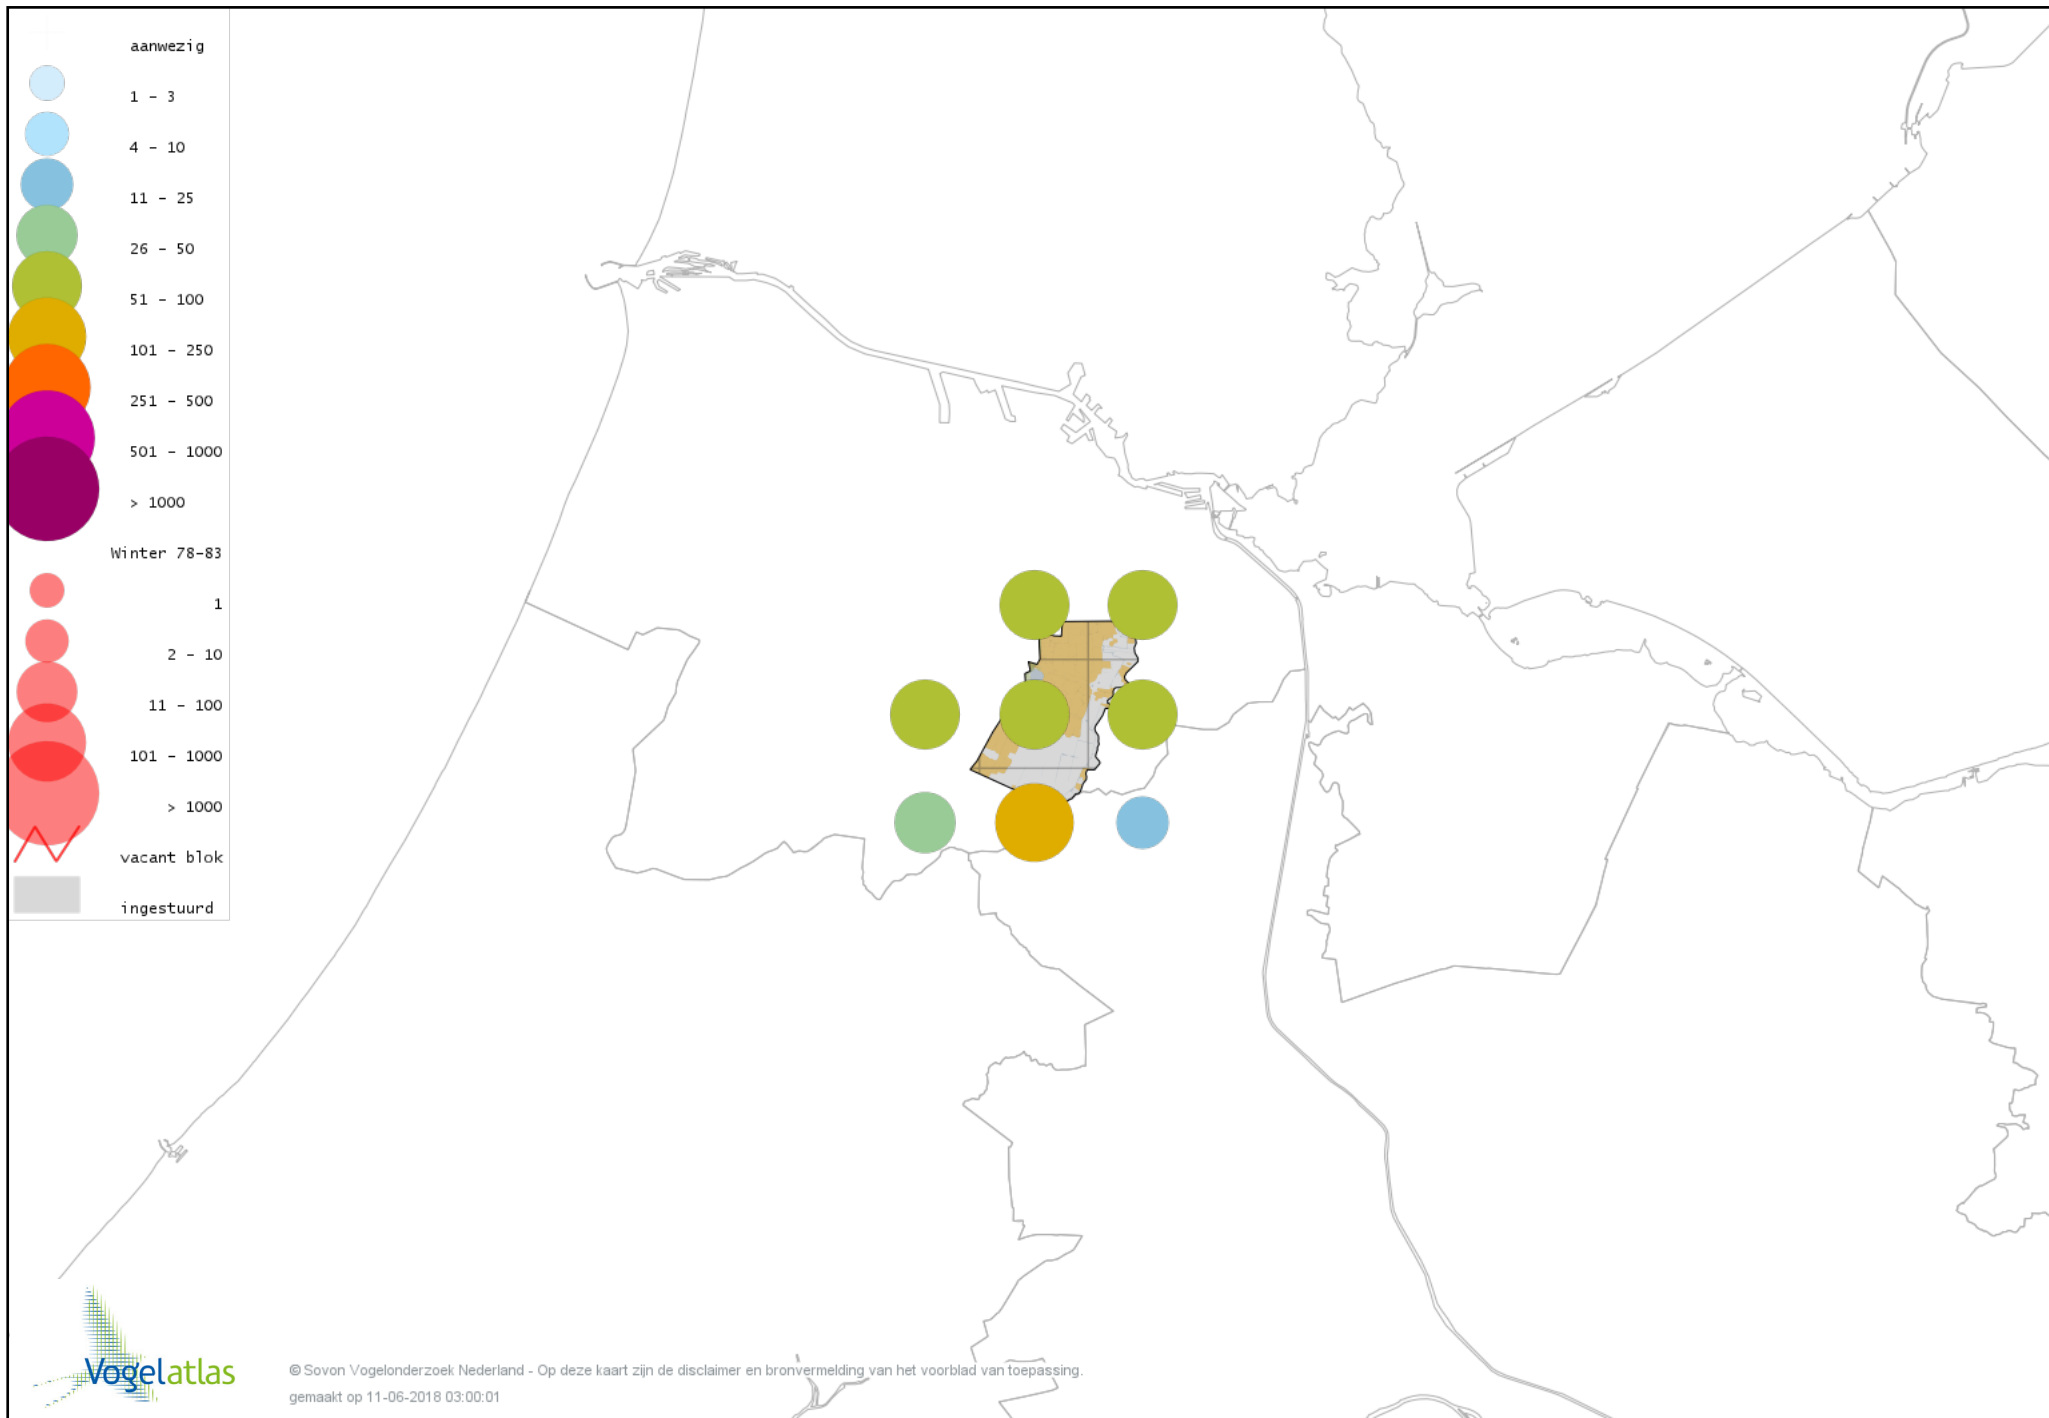 aanwezig
1 - 3
4 - 10
11 - 25
26 - 50
51 - 100
101 - 250
251 - 500
501 - 1000
> 1000
Winter 78-83
1
2 - 10
11 - 100
101 - 1000
> 1000
vacant blok
ingestuurd
Vogelatlas
© Sovon Vogelonderzoek Nederland - Op deze kaart zijn de disclaimer en bronvermelding van het voorblad van toepassing.
gemaakt op 11-06-2018 03:00:01